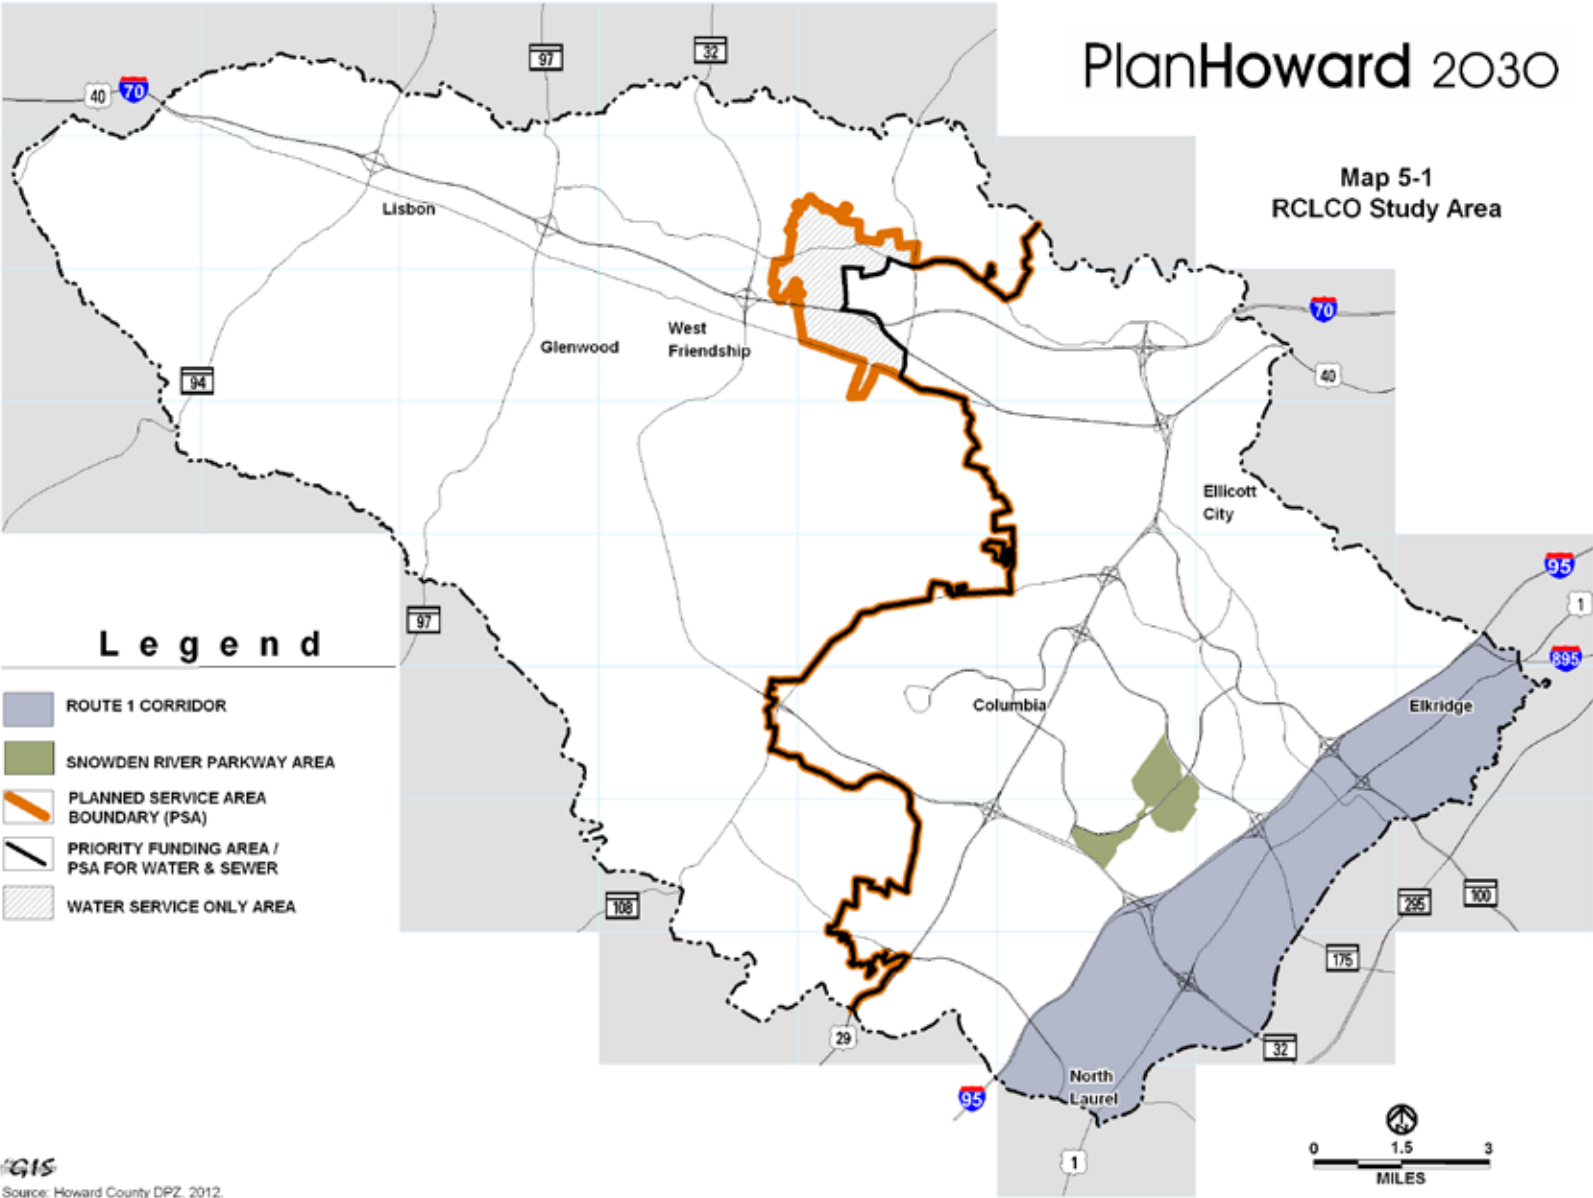 PlanHoward 2030
Map 5-1
RCLCO Study Area
97
32
40
70
Lisbon
70
West
Friendship
Glenwood
40
94
Ellicott
City
95
1
97
895
Legend
ROUTE 1 CORRIDOR
SNOWDEN RIVER PARKWAY AREA
PLANNED SERVICE AREA
BOUNDARY (PSA)
PRIORITY FUNDING AREA /
PSA FOR WATER & SEWER
WATER SERVICE ONLY AREA
Columbia
Elkridge
108
295
100
175
29
32
North
Laurel
95
1
N
0 1.5 3
MILES
GIS
Source: Howard County DPZ, 2012.